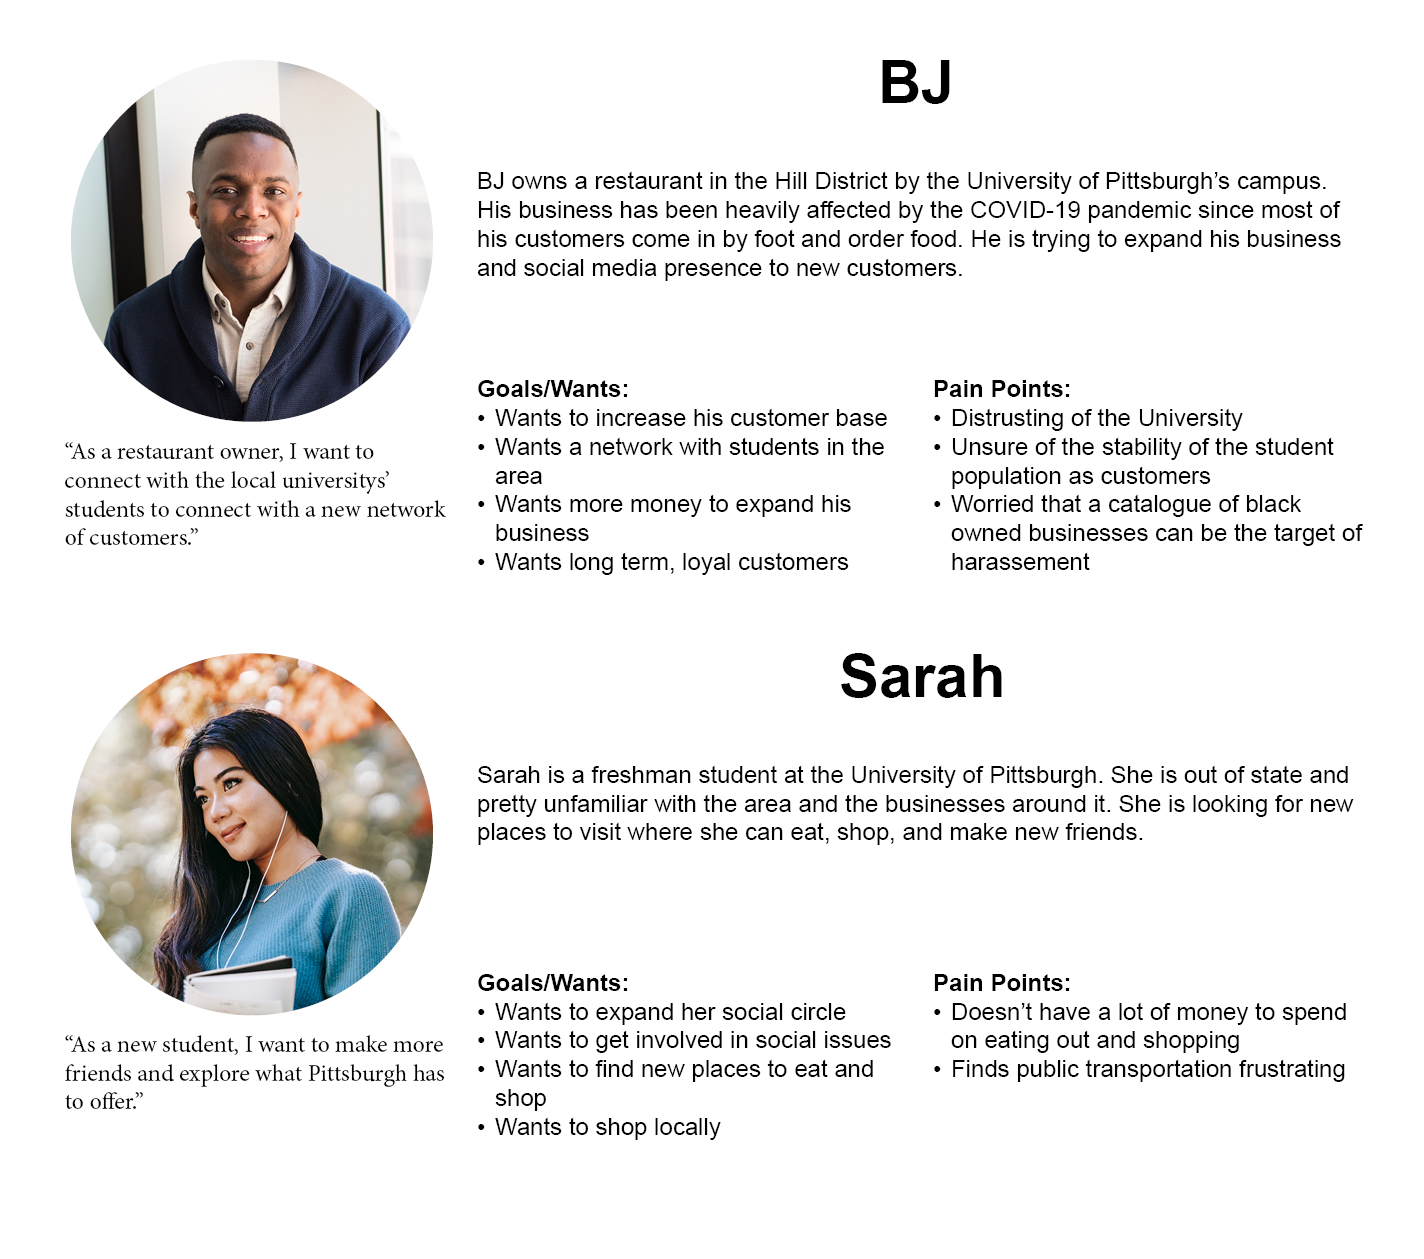 BJ
BJ owns a restaurant in the Hill District by the University of Pittsburgh’s campus.
His business has been heavily affected by the COVID-19 pandemic since most of
his customers come in by foot and order food. He is trying to expand his business
and social media presence to new customers.
“As a restaurant owner, I want to
connect with the local universitys’
students to connect with a new network
of customers.”
Goals/Wants:
• Wants to increase his customer base
• Wants a network with students in the
area
• Wants more money to expand his
business
• Wants long term, loyal customers
Pain Points:
• Distrusting of the University
• Unsure of the stability of the student
population as customers
• Worried that a catalogue of black
owned businesses can be the target of
harassement
Sarah
Sarah is a freshman student at the University of Pittsburgh. She is out of state and
pretty unfamiliar with the area and the businesses around it. She is looking for new
places to visit where she can eat, shop, and make new friends.
“As a new student, I want to make more
friends and explore what Pittsburgh has
to offer.”
Goals/Wants:
• Wants to expand her social circle
• Wants to get involved in social issues
• Wants to find new places to eat and
shop
• Wants to shop locally
Pain Points:
• Doesn’t have a lot of money to spend
on eating out and shopping
• Finds public transportation frustrating